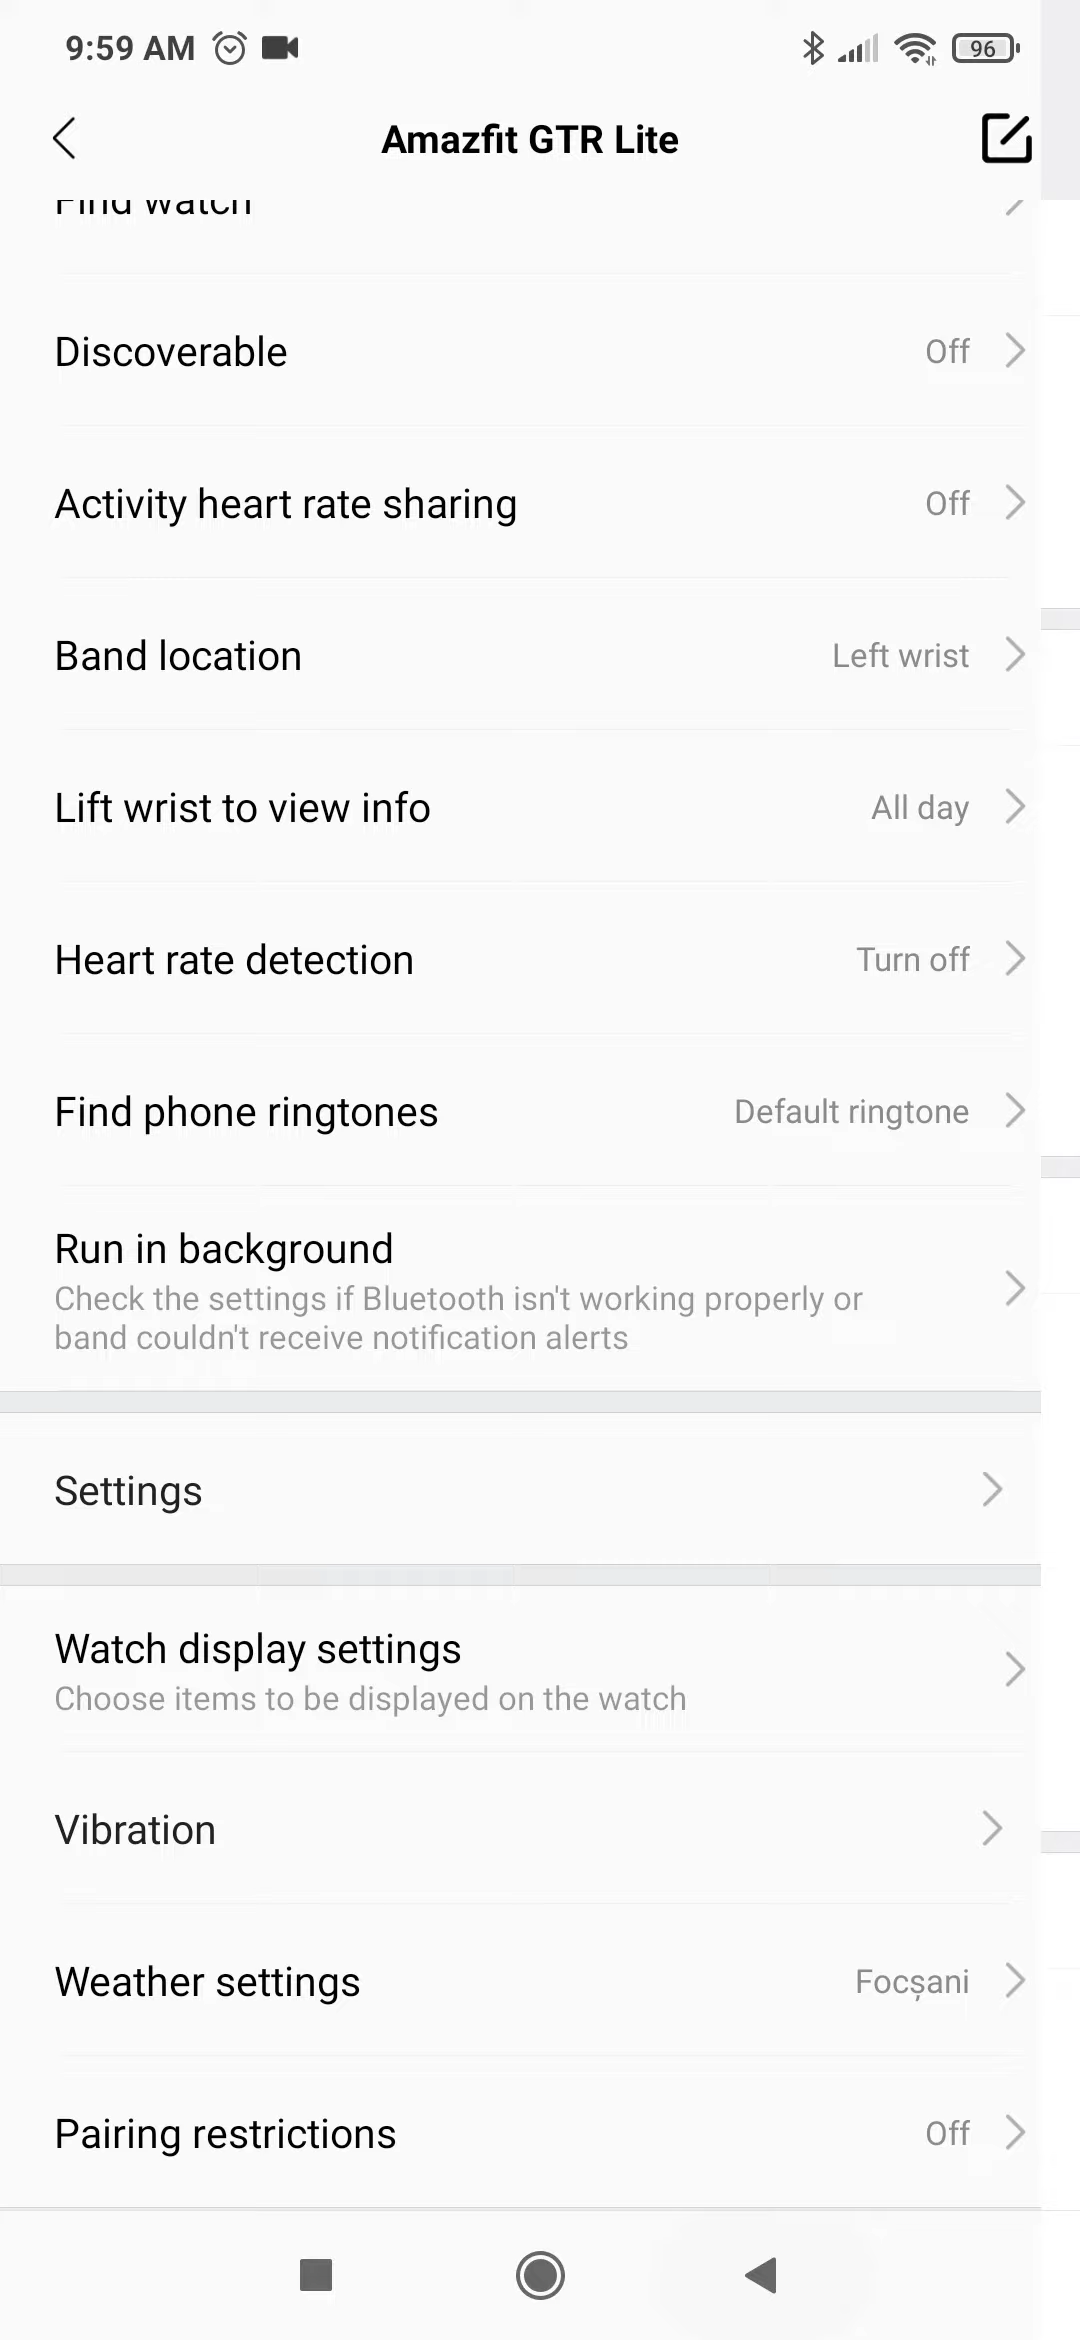 9:59 AM
96
Amazfit GTR Lite
Find watch
Discoverable
Off
Activity heart rate sharing
Off
Band location
Left wrist
Lift wrist to view info
All day
Heart rate detection
Turn off
Find phone ringtones
Default ringtone
Run in background
Check the settings if Bluetooth isn't working properly or
band couldn't receive notification alerts
Settings
Watch display settings
Choose items to be displayed on the watch
Vibration
Weather settings
Focșani
Pairing restrictions
Off